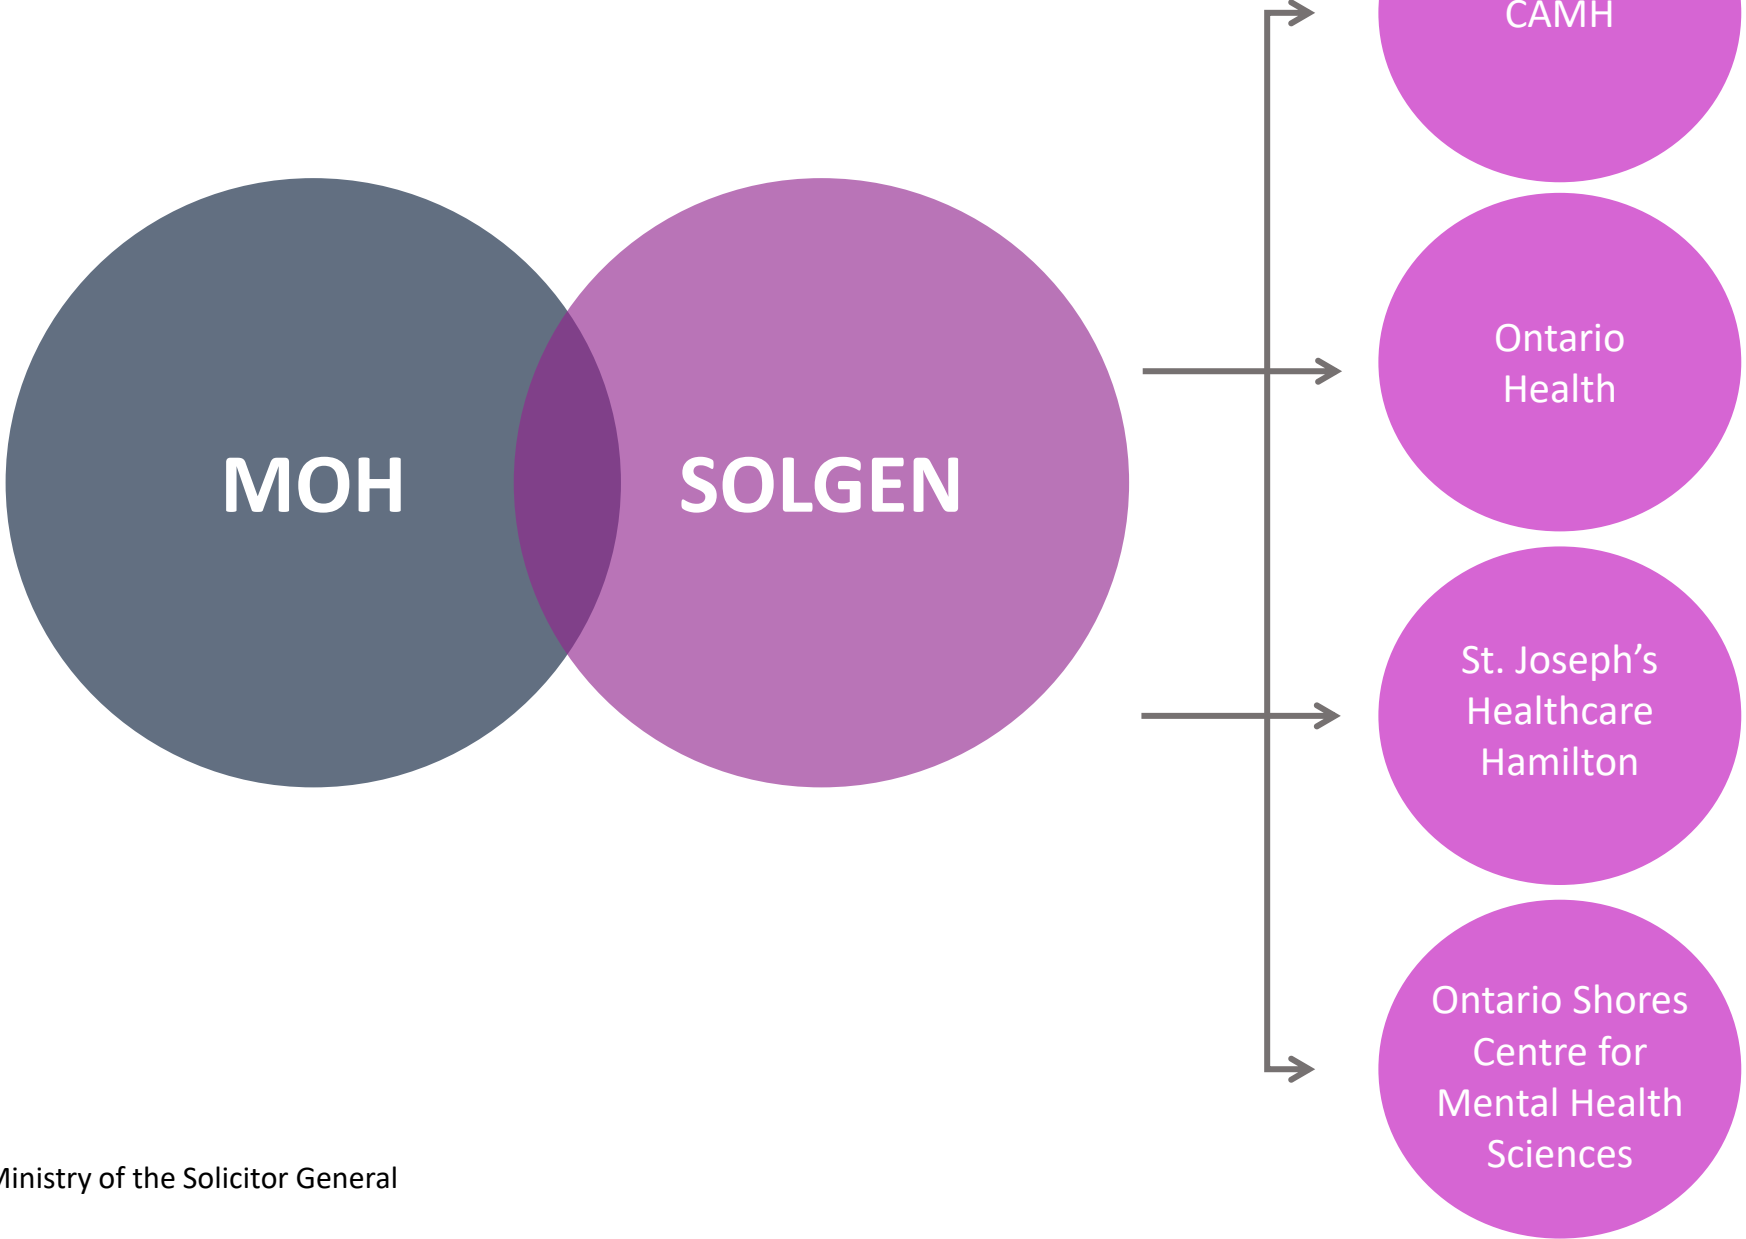 CAMH
MOH
SOLGEN
Ontario
Health
St. Joseph’s
Healthcare
Hamilton
Ontario Shores
Centre for
Mental Health
Sciences
Ministry of the Solicitor General